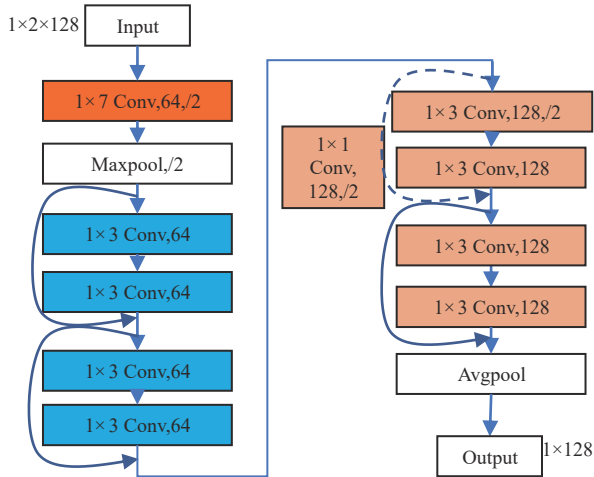 1×2×128
Input
1× 7 Conv,64,/2
Maxpool,/2
1× 3 Conv,64
1× 3 Conv,64
1× 3 Conv,64
1× 3 Conv,64
1× 3 Conv,128,/2
1× 1
Conv,
128,/2
1× 3 Conv,128
1× 3 Conv,128
1× 3 Conv,128
Avgpool
Output
1×128